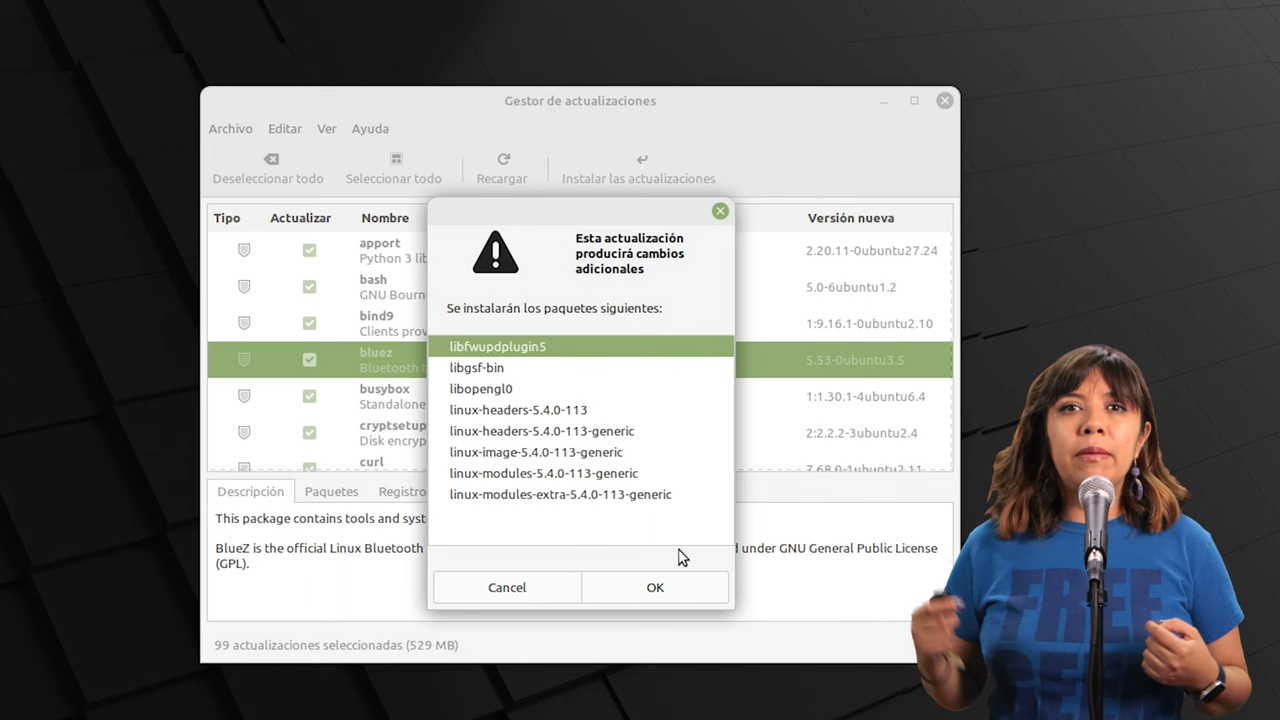 Gestor de actualizaciones
Archivo Editar Ver Ayuda
Deseleccionar todo Seleccionar todo Recargar Instalar las actualizaciones
Tipo Actualizar Nombre Versión nueva
apport
Python 3 lib
2.20.11-0ubuntu27.24
bash
GNU Bourn
5.0-6ubuntu1.2
bind9
Clients prov
1:9.16.1-0ubuntu2.10
bluez
Bluetooth t
5.53-0ubuntu3.5
busybox
Standalone
1:1.30.1-4ubuntu6.4
cryptsetup
Disk encryp
2:2.2.2-3ubuntu2.4
curl
7.68.0-1ubuntu2.11
Esta actualización
producirá cambios
adicionales
Se instalarán los paquetes siguientes:
libfwupdplugin5
libgsf-bin
libopengl0
linux-headers-5.4.0-113
linux-headers-5.4.0-113-generic
linux-image-5.4.0-113-generic
linux-modules-5.4.0-113-generic
linux-modules-extra-5.4.0-113-generic
Cancel OK
Descripción Paquetes Registro
This package contains tools and syst
BlueZ is the official Linux Bluetooth d under GNU General Public License
(GPL).
99 actualizaciones seleccionadas (529 MB)
FREE